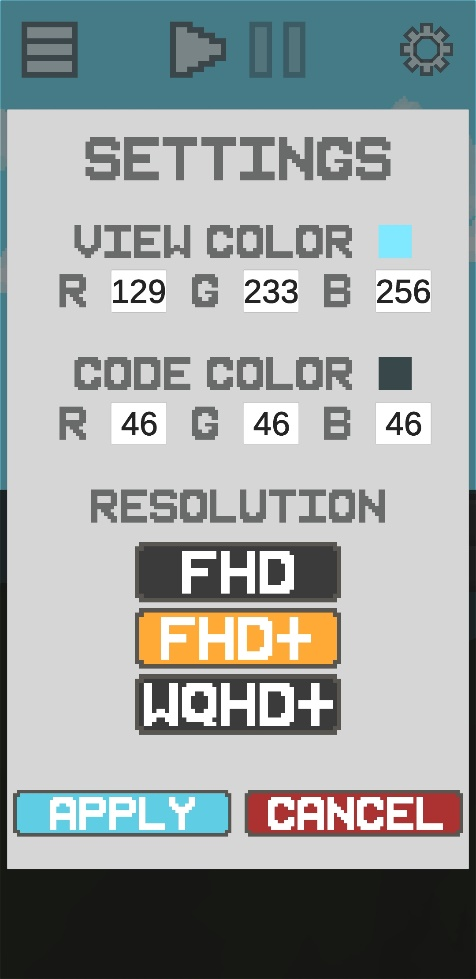 SETTINGS
VIEW COLOR
R 129 G 233 B 256
CODE COLOR
R 46 G 46 B 46
RESOLUTION
FHD
FHD+
WQHD+
APPLY CANCEL